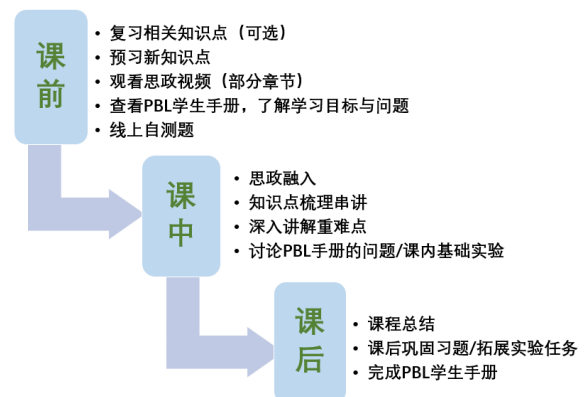 课前
• 复习相关知识点（可选）
• 预习新知识点
• 观看思政视频（部分章节）
• 查看PBL学生手册，了解学习目标与问题
• 线上自测题
课中
• 思政融入
• 知识点梳理串讲
• 深入讲解重难点
• 讨论PBL手册的问题/课内基础实验
课后
• 课程总结
• 课后巩固习题/拓展实验任务
• 完成PBL学生手册